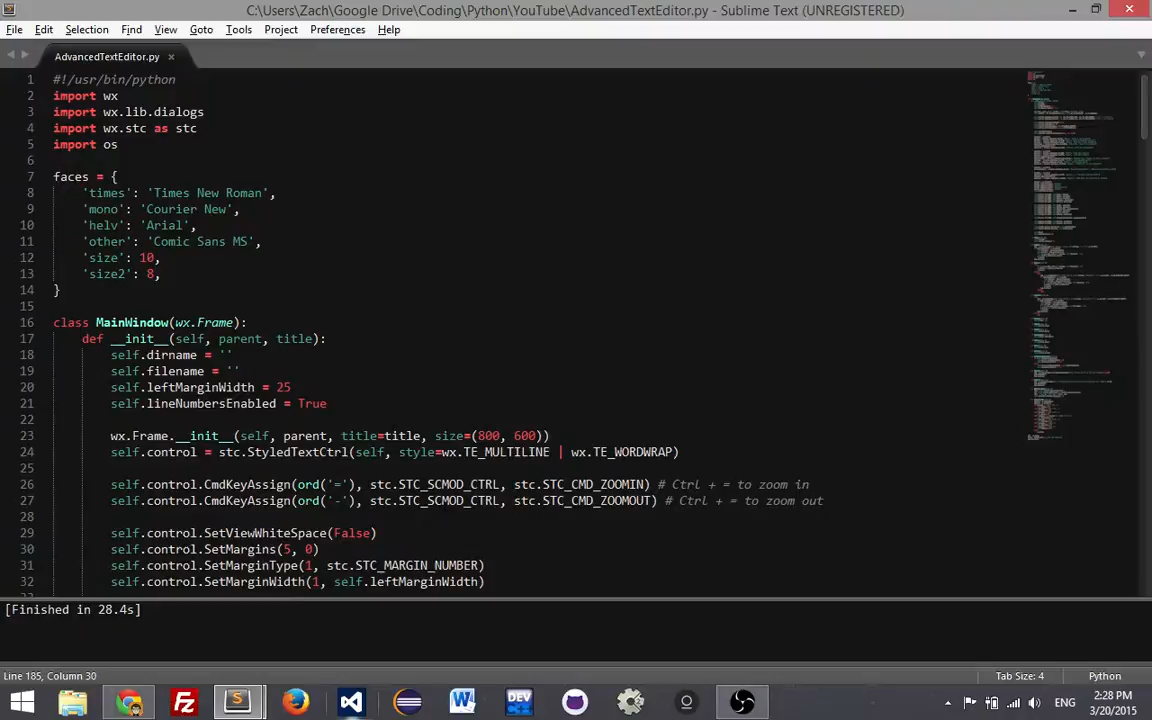 C:\Users\Zach\Google Drive\Coding\Python\YouTube\AdvancedTextEditor.py - Sublime Text (UNREGISTERED)
File Edit Selection Find View Goto Tools Project Preferences Help
AdvancedTextEditor.py
1 #!/usr/bin/python
2 import wx
3 import wx.lib.dialogs
4 import wx.stc as stc
5 import os
6
7 faces = {
8 'times': 'Times New Roman',
9 'mono': 'Courier New',
10 'helv': 'Arial',
11 'other': 'Comic Sans MS',
12 'size': 10,
13 'size2': 8,
14 }
15
16 class MainWindow(wx.Frame):
17 def __init__(self, parent, title):
18 self.dirname = ''
19 self.filename = ''
20 self.leftMarginWidth = 25
21 self.lineNumbersEnabled = True
22
23 wx.Frame.__init__(self, parent, title=title, size=(800, 600))
24 self.control = stc.StyledTextCtrl(self, style=wx.TE_MULTILINE | wx.TE_WORDWRAP)
25
26 self.control.CmdKeyAssign(ord('='), stc.STC_SCMOD_CTRL, stc.STC_CMD_ZOOMIN) # Ctrl + = to zoom in
27 self.control.CmdKeyAssign(ord('-'), stc.STC_SCMOD_CTRL, stc.STC_CMD_ZOOMOUT) # Ctrl + = to zoom out
28
29 self.control.SetViewWhiteSpace(False)
30 self.control.SetMargins(5, 0)
31 self.control.SetMarginType(1, stc.STC_MARGIN_NUMBER)
32 self.control.SetMarginWidth(1, self.leftMarginWidth)
[Finished in 28.4s]
Line 185, Column 30
Tab Size: 4
Python
W
DEV
ENG
2:28 PM
3/20/2015